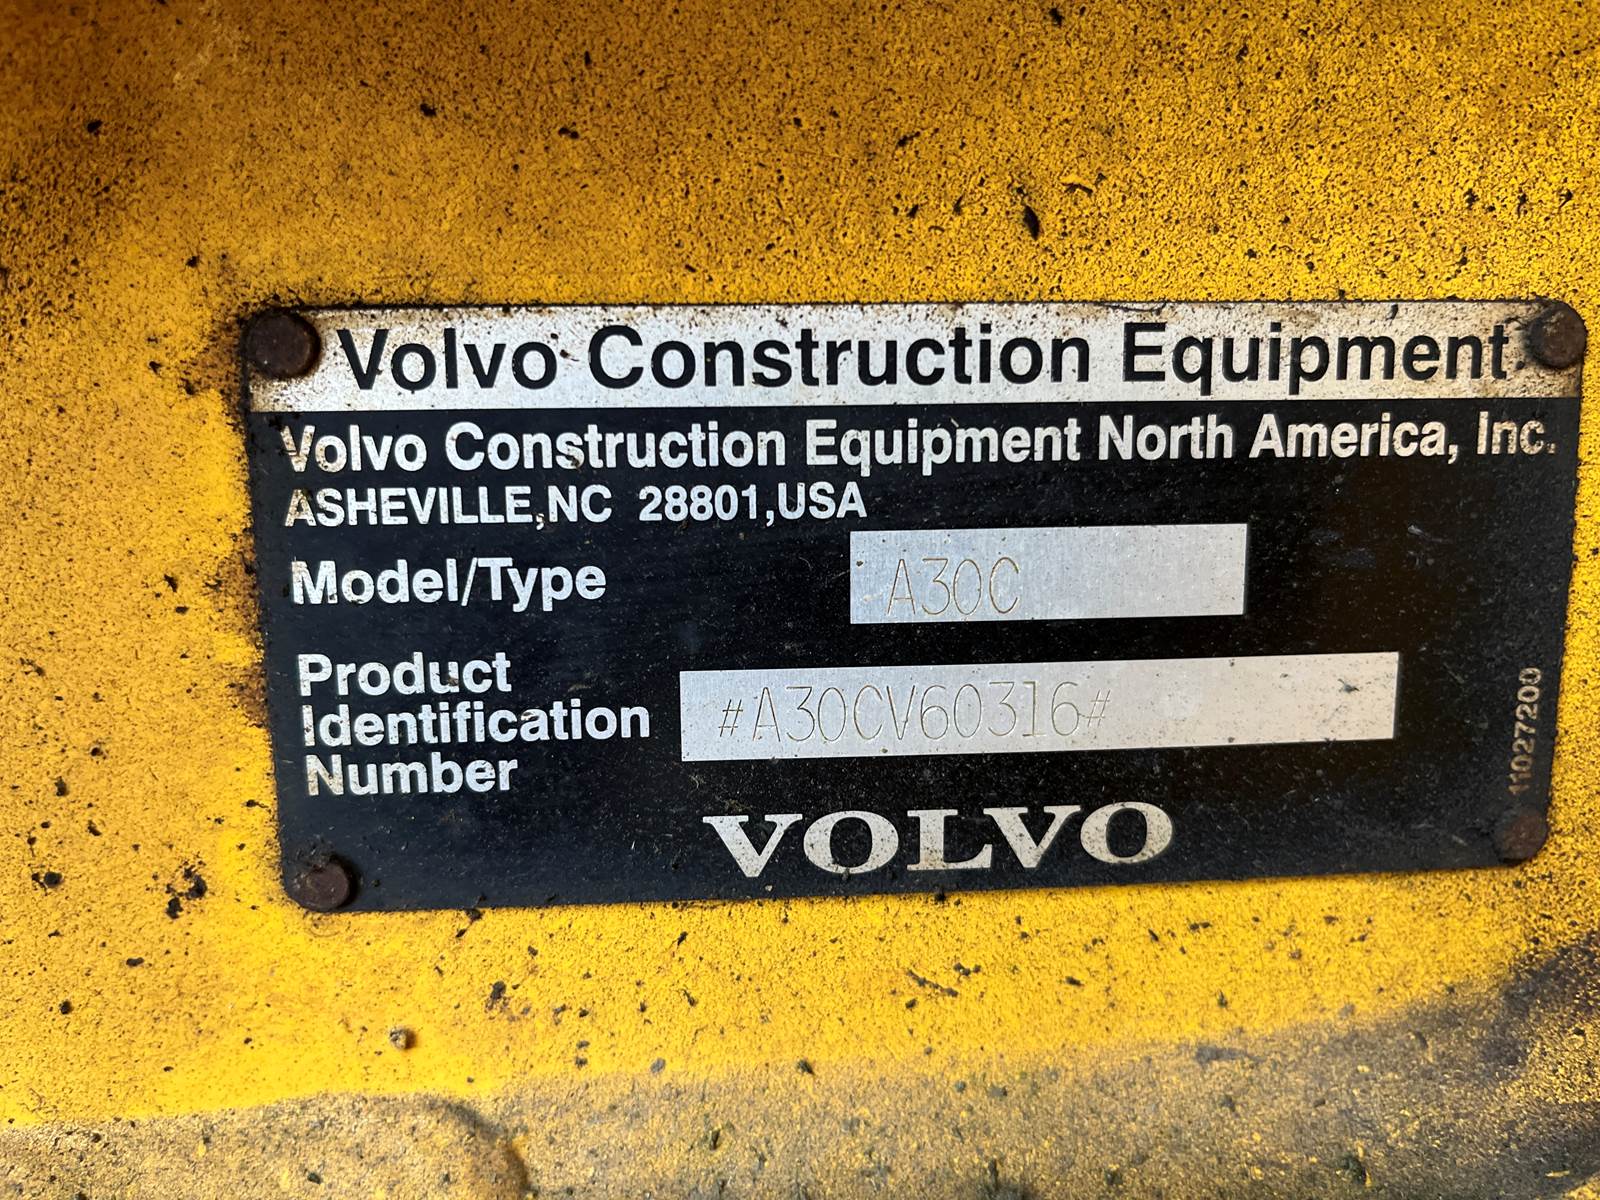 Volvo Construction Equipment
Volvo Construction Equipment North America, Inc.
ASHEVILLE, NC 28801, USA
Model/Type A30C
Product
Identification
Number
#A30CV60316#
VOLVO
11027200